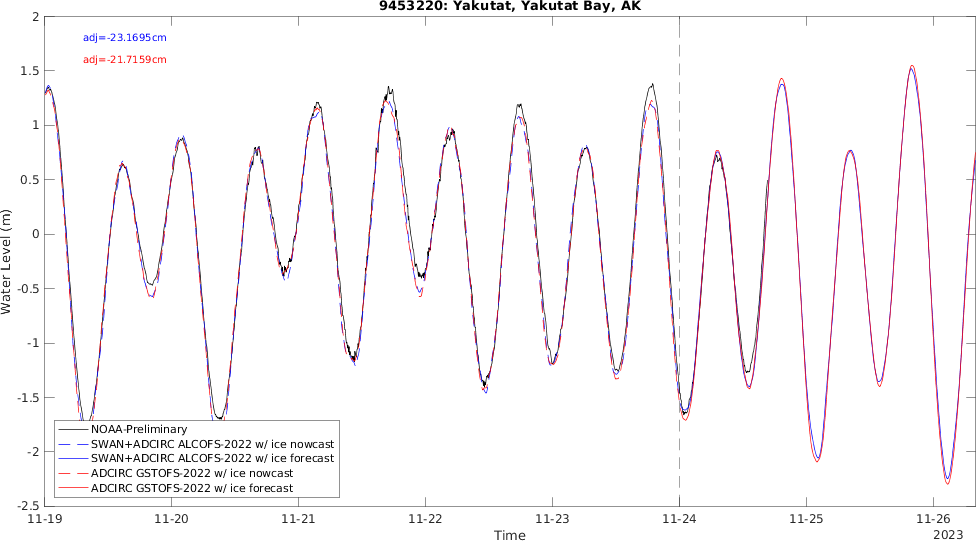 9453220: Yakutat, Yakutat Bay, AK
adj=-23.1695cm
adj=-21.7159cm
Water Level (m)
2
1.5
1
0.5
0
-0.5
-1
-1.5
-2
-2.5
NOAA-Preliminary
SWAN+ADCIRC ALCOFS-2022 w/ ice nowcast
SWAN+ADCIRC ALCOFS-2022 w/ ice forecast
ADCIRC GSTOFS-2022 w/ ice nowcast
ADCIRC GSTOFS-2022 w/ ice forecast
11-19 11-20 11-21 11-22 11-23 11-24 11-25 11-26
Time
2023